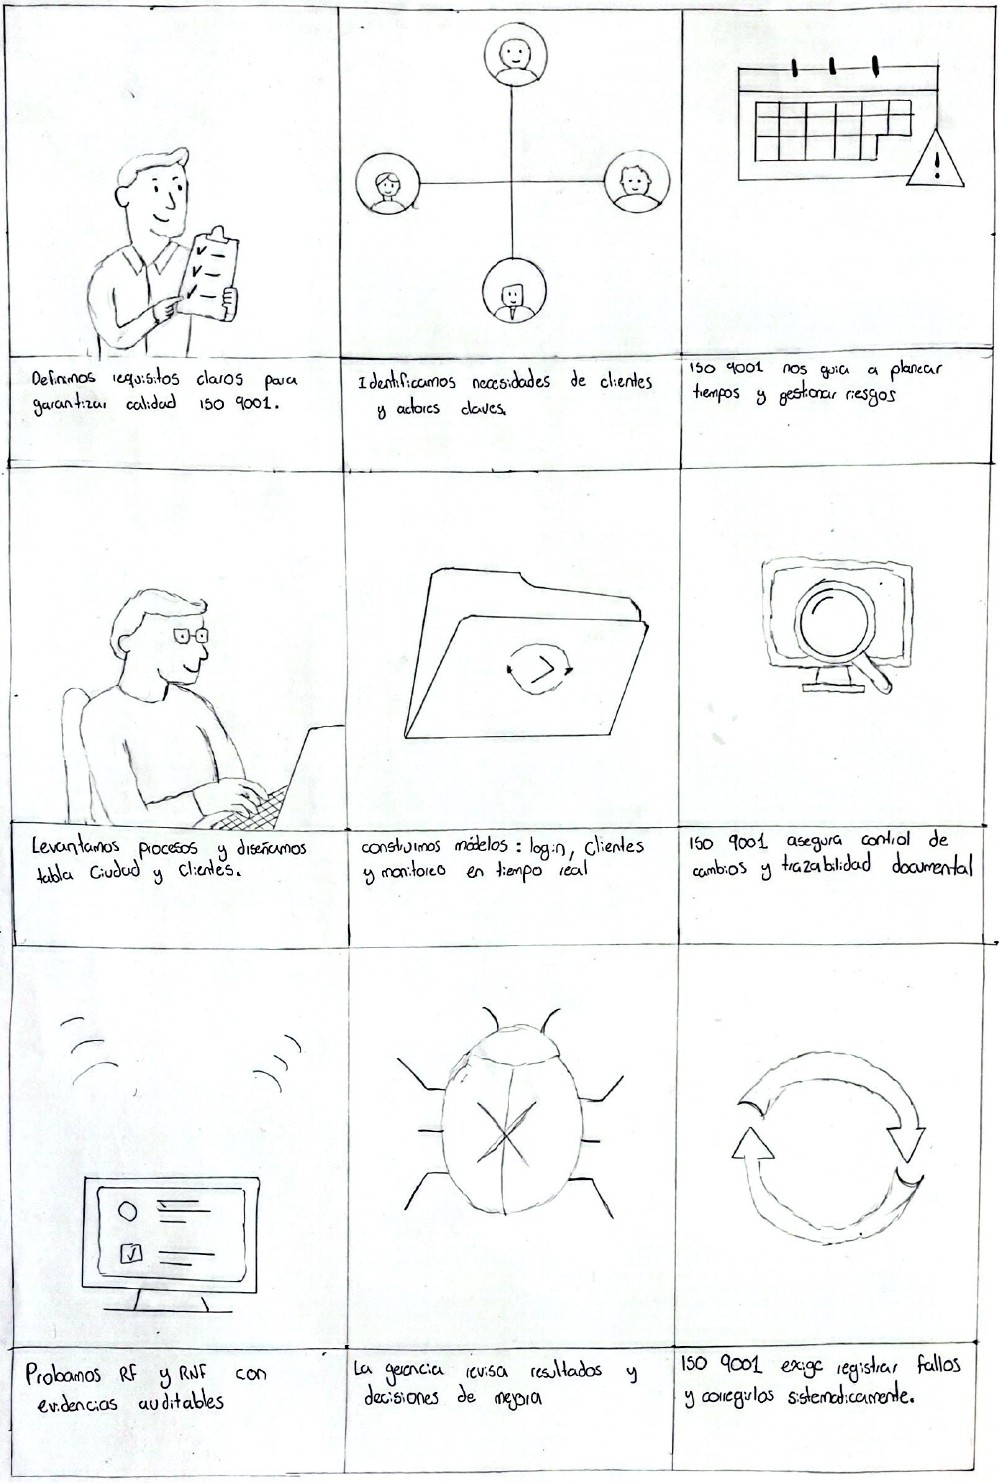 Definimos requisitos claros para
garantizar calidad ISO 9001.
Identificamos necesidades de clientes
y actores claves.
ISO 9001 nos guia a planear
tiempos y gestionar riesgos
Levantamos procesos y diseñamos
tabla Ciudad y Clientes.
construimos módelos: login, Clientes
y monitoreo en tiempo real
ISO 9001 asegura control de
cambios y trazabilidad documental
Probamos RF y RNF con
evidencias auditables
La gerencia revisa resultados y
decisiones de mejora
ISO 9001 exige registrar fallos
y corregirlos sistematicamente.